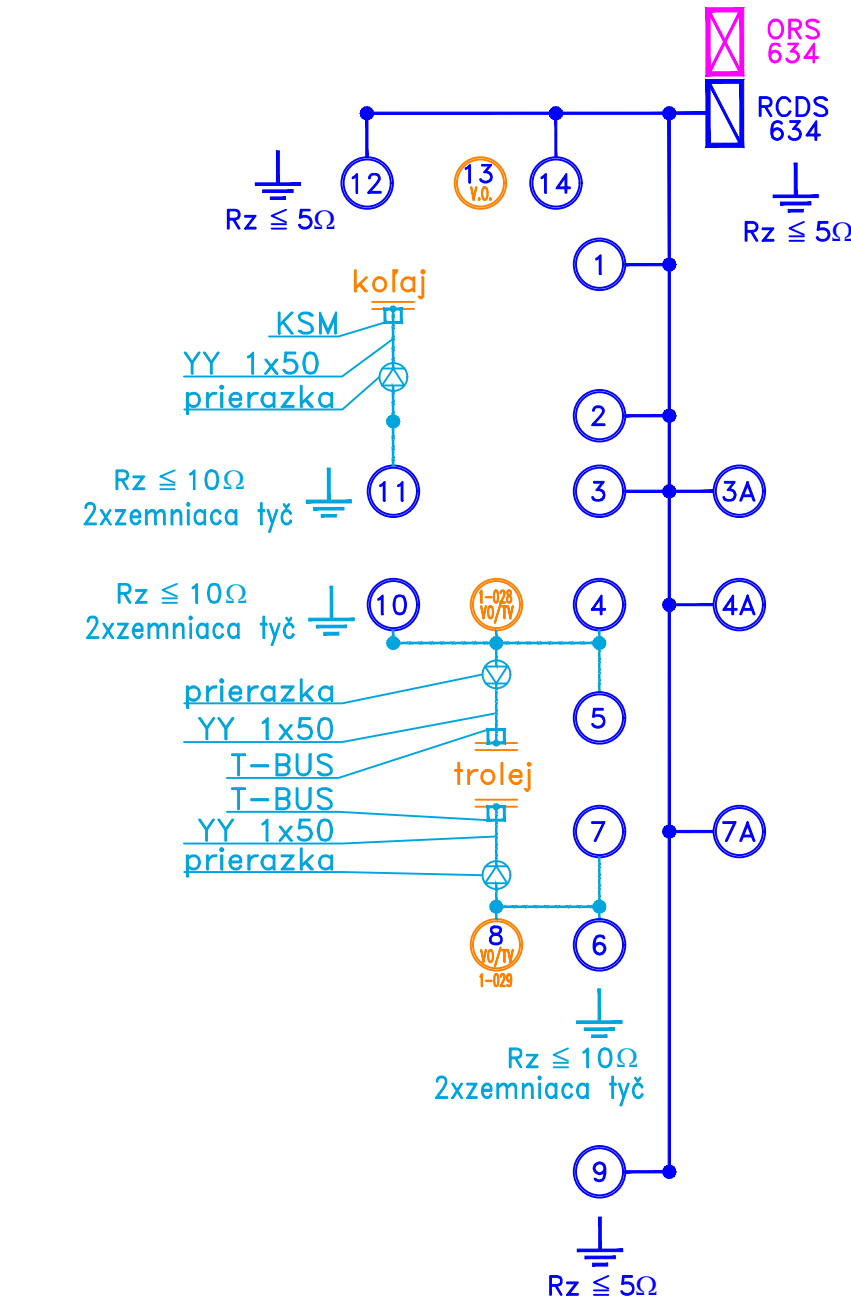 ORS
634
RCDS
634
12
13
V.O.
14
Rz ≦ 5Ω
Rz ≦ 5Ω
1
koľaj
KSM
YY 1x50
prierazka
2
Rz ≦ 10Ω
2xzemniaca tyč
11
3
3A
Rz ≦ 10Ω
2xzemniaca tyč
10
1-028
VO/TV
4
4A
prierazka
YY 1x50
5
T-BUS
trolej
T-BUS
YY 1x50
prierazka
7
7A
8
VO/TV
1-029
6
Rz ≦ 10Ω
2xzemniaca tyč
9
Rz ≦ 5Ω